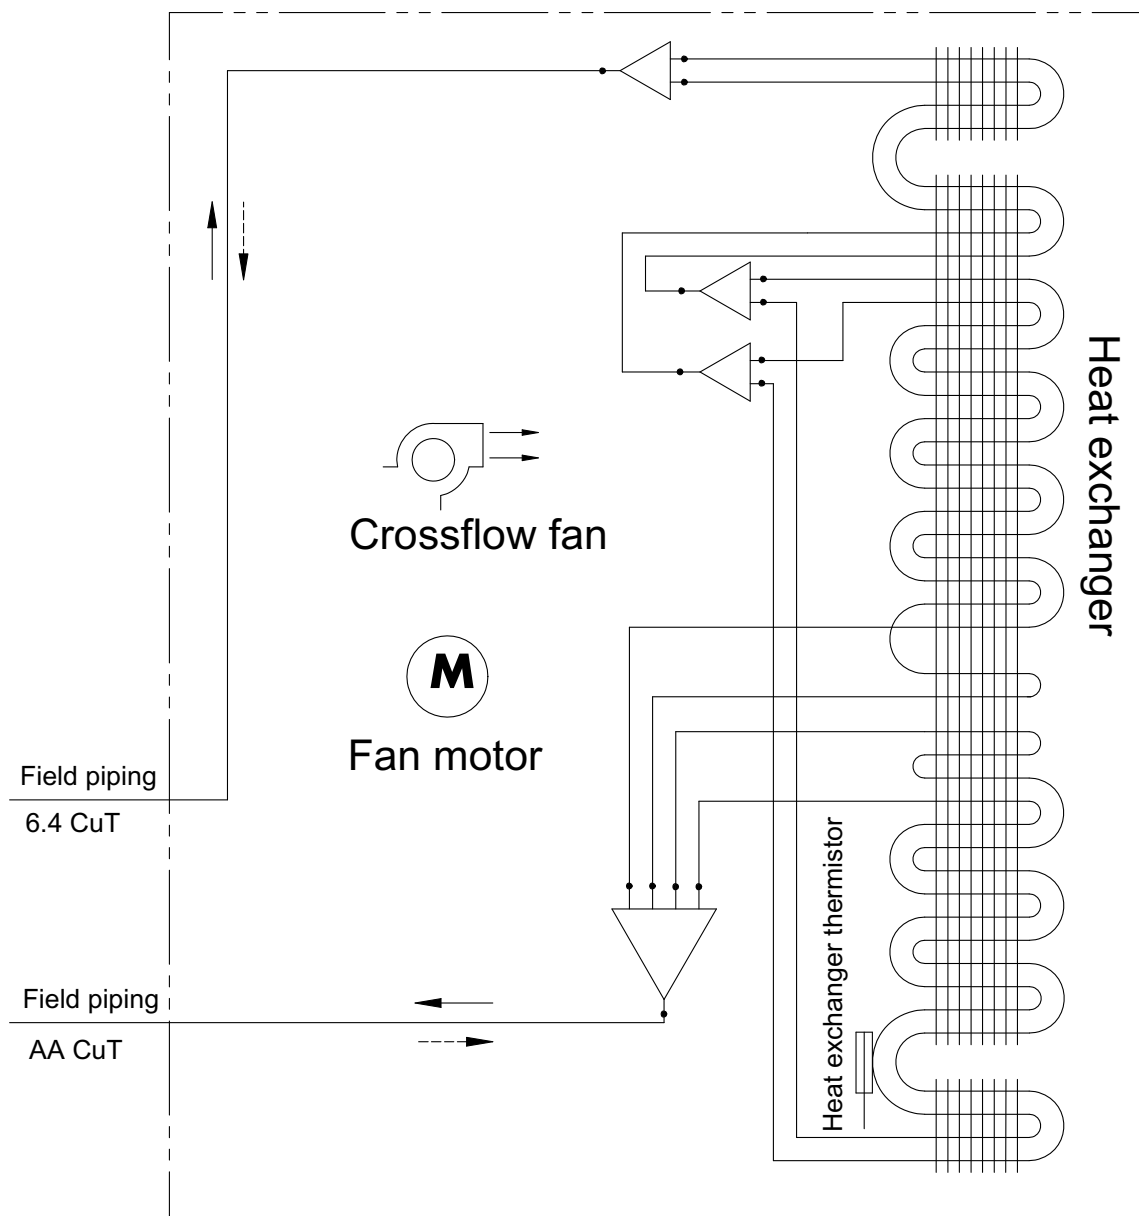 Heat exchanger
Crossflow fan
M
Fan motor
Field piping
6.4 CuT
Heat exchanger thermistor
Field piping
AA CuT